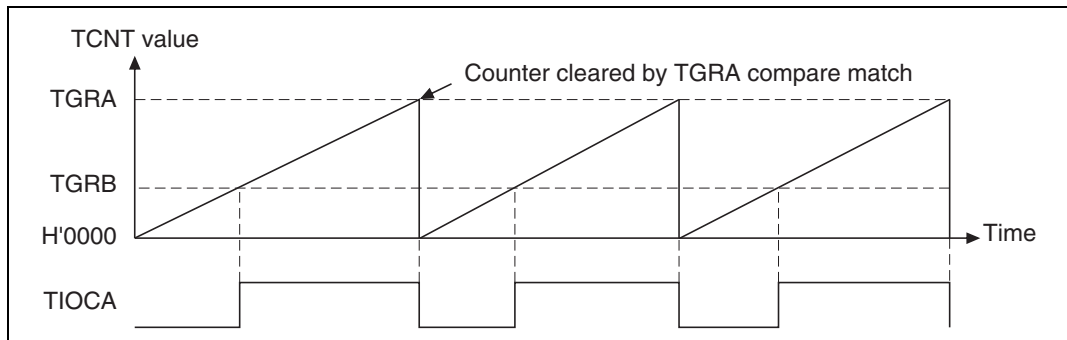 TCNT value
Counter cleared by TGRA compare match
TGRA
TGRB
H'0000
Time
TIOCA